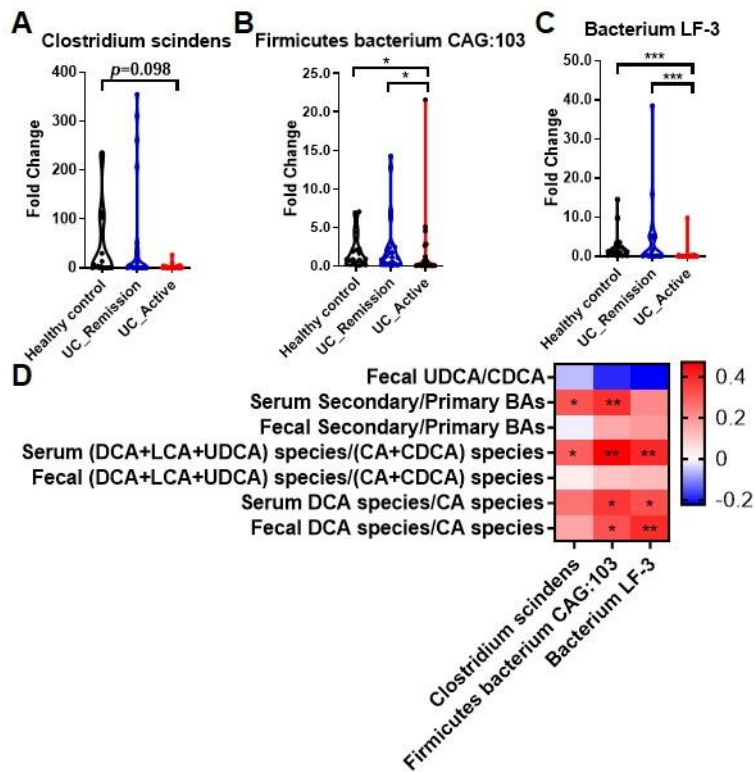 A
Clostridium scindens
Fold Change
400
300
200
100
0
p=0.098
Healthy control
UC_Remission
UC_Active
B
Firmicutes bacterium CAG:103
Fold Change
25.0
20.0
15.0
10.0
5.0
0.0
*
*
Healthy control
UC_Remission
UC_Active
C
Bacterium LF-3
Fold Change
50.0
40.0
30.0
20.0
10.0
0.0
***
***
Healthy control
UC_Remission
UC_Active
D
Fecal UDCA/CDCA
Serum Secondary/Primary BAs
* **
Fecal Secondary/Primary BAs
Serum (DCA+LCA+UDCA) species/(CA+CDCA) species
* ** **
Fecal (DCA+LCA+UDCA) species/(CA+CDCA) species
Serum DCA species/CA species
* *
Fecal DCA species/CA species
* **
Clostridium scindens
Firmicutes bacterium CAG:103
Bacterium LF-3
0.4
0.2
0
-0.2